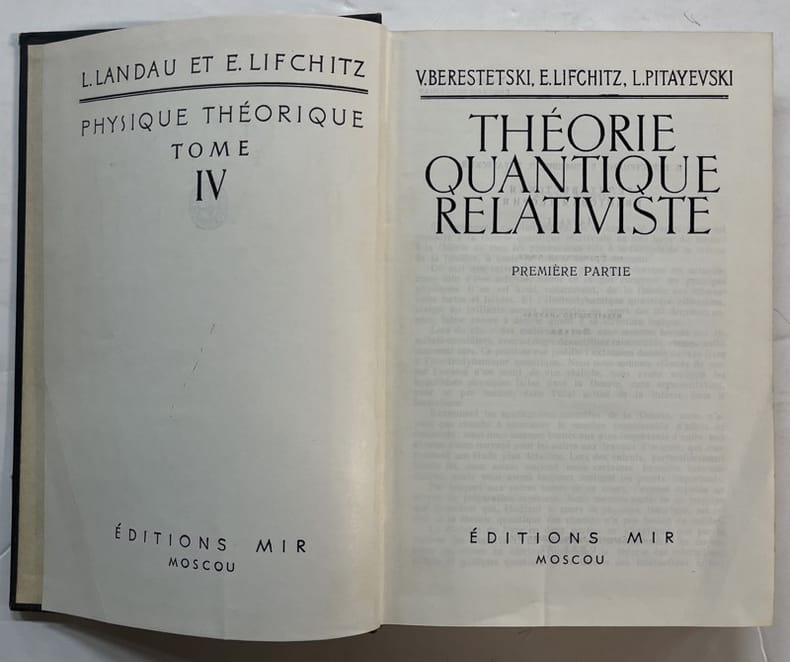 L. LANDAU ET E. LIFCHITZ
PHYSIQUE THÉORIQUE
TOME
IV
ÉDITIONS MIR
MOSCOU
V. BERESTETSKI, E. LIFCHITZ, L. PITAYEVSKI
THÉORIE
QUANTIQUE
RELATIVISTE
PREMIÈRE PARTIE
ÉDITIONS MIR
MOSCOU